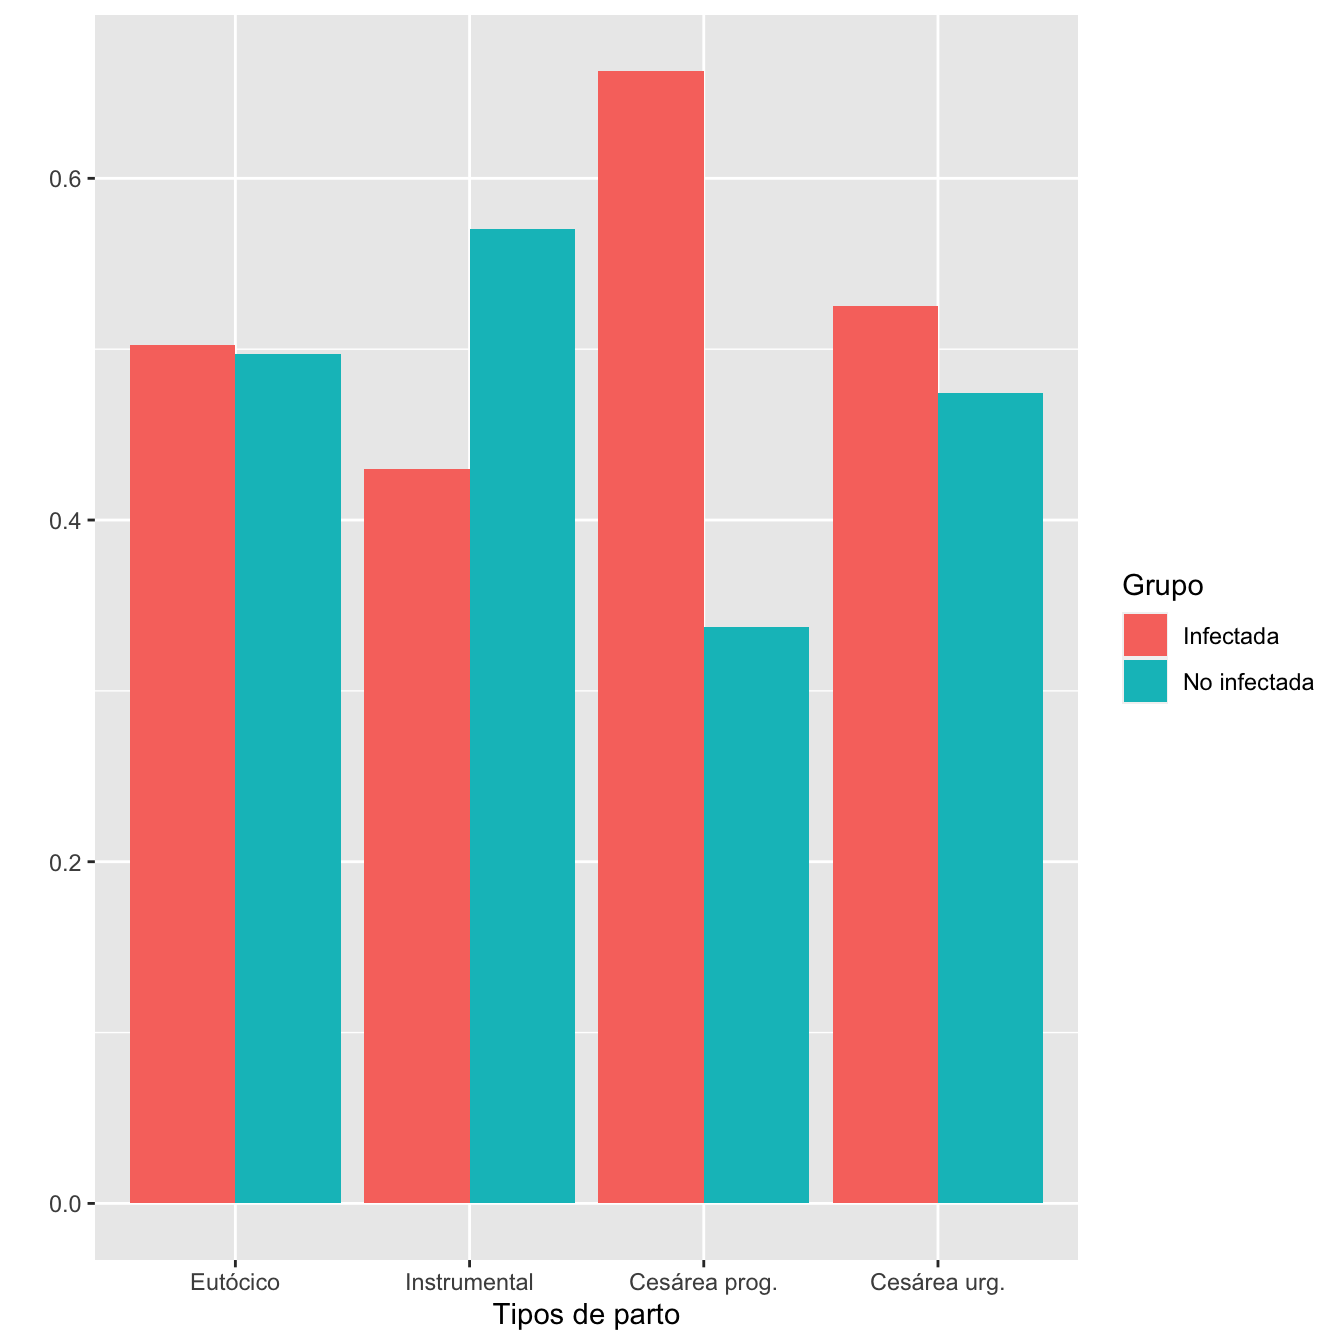 0.6
0.4
0.2
0.0
Eutócico
Instrumental
Cesárea prog.
Cesárea urg.
Tipos de parto
Grupo
Infectada
No infectada